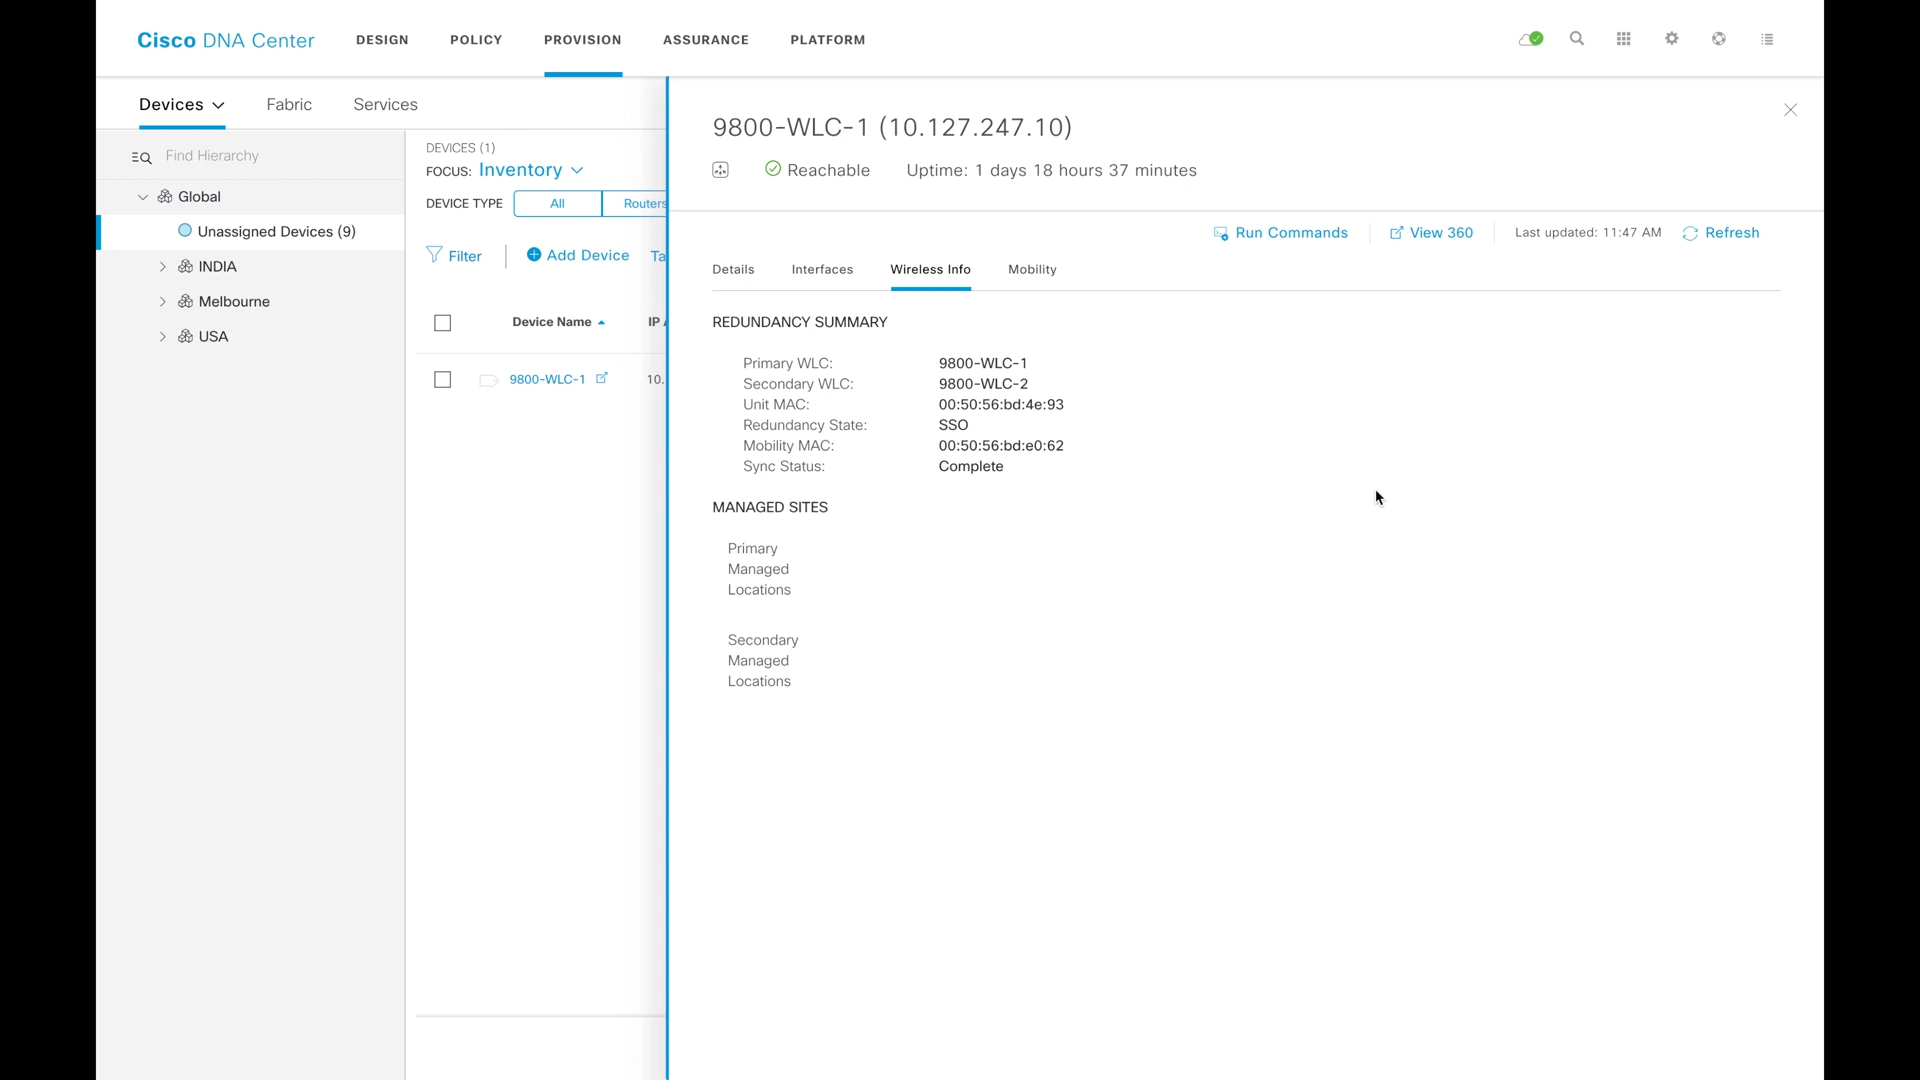 Cisco DNA Center DESIGN POLICY PROVISION ASSURANCE PLATFORM
Devices Fabric Services
Find Hierarchy
Global
Unassigned Devices (9)
INDIA
Melbourne
USA
DEVICES (1)
FOCUS: Inventory
DEVICE TYPE All Routers
Filter Add Device Ta
Device Name IP A
9800-WLC-1 10.
9800-WLC-1 (10.127.247.10)
Reachable Uptime: 1 days 18 hours 37 minutes
Run Commands View 360 Last updated: 11:47 AM Refresh
Details Interfaces Wireless Info Mobility
REDUNDANCY SUMMARY
Primary WLC: 9800-WLC-1
Secondary WLC: 9800-WLC-2
Unit MAC: 00:50:56:bd:4e:93
Redundancy State: SSO
Mobility MAC: 00:50:56:bd:e0:62
Sync Status: Complete
MANAGED SITES
Primary
Managed
Locations
Secondary
Managed
Locations